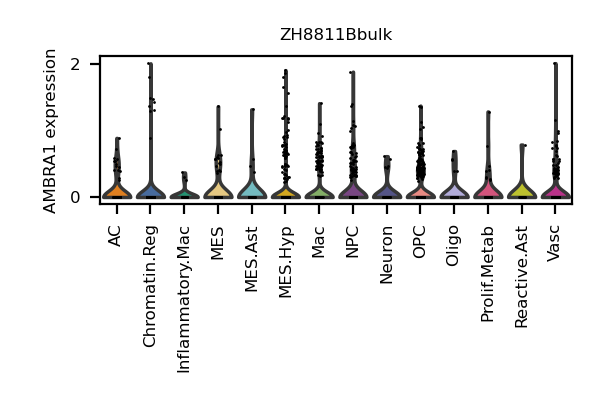 ZH8811Bbulk
AMBRA1 expression
2
0
AC
Chromatin.Reg
Inflammatory.Mac
MES
MES.Ast
MES.Hyp
Mac
NPC
Neuron
OPC
Oligo
Prolif.Metab
Reactive.Ast
Vasc